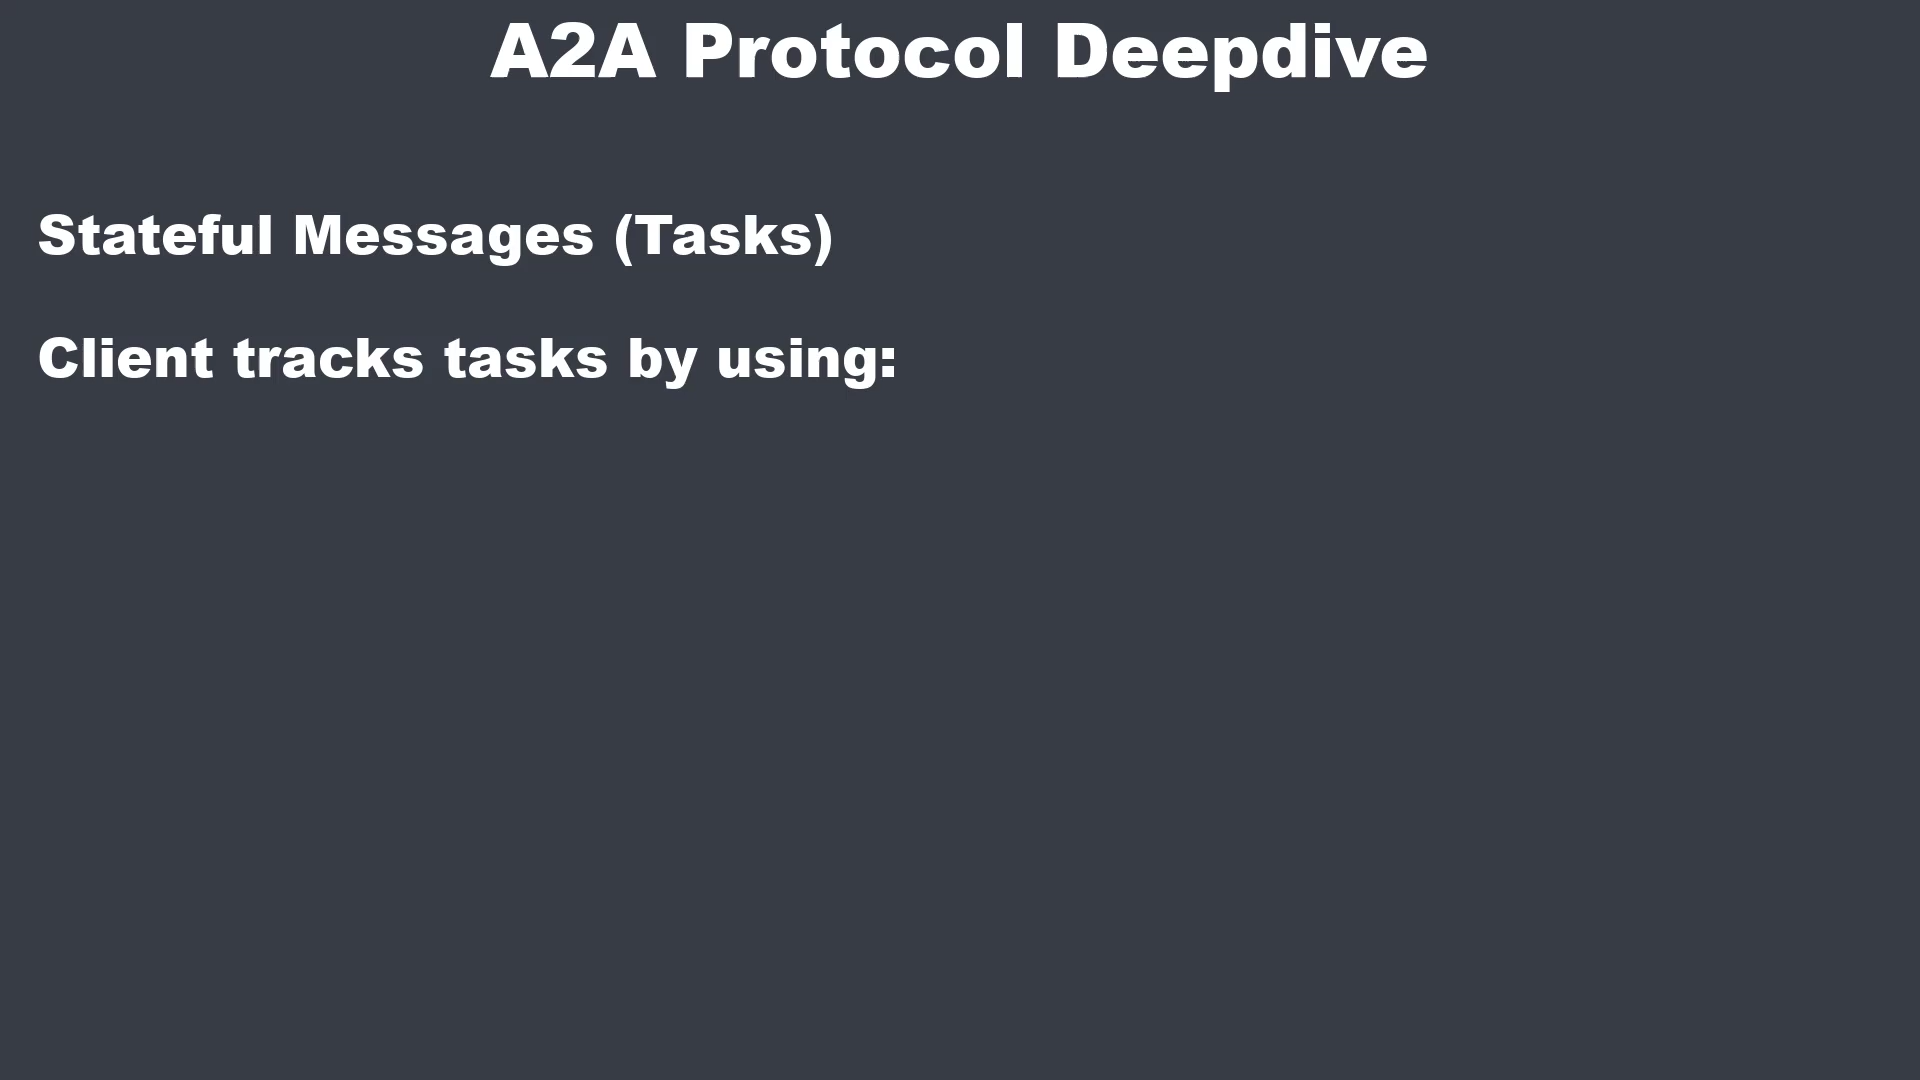 A2A Protocol Deepdive
Stateful Messages (Tasks)
Client tracks tasks by using: